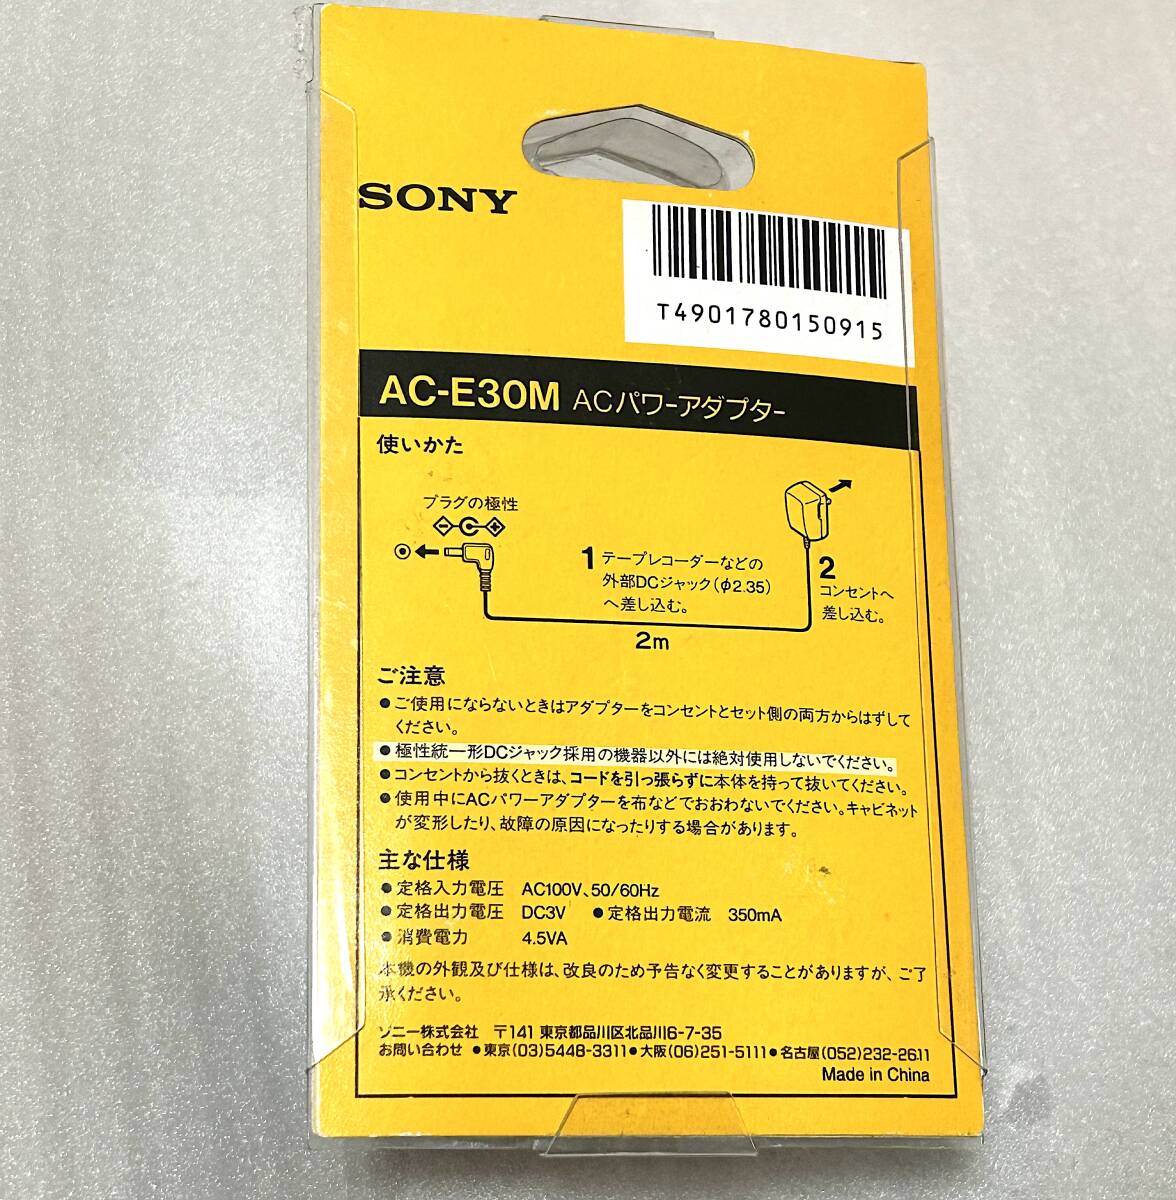 SONY
T4901780150915
AC-E30M ACパワーアダプター
使いかた
プラグの極性
1 テープレコーダーなどの
外部DCジャック(φ2.35)
へ差し込む。
2
コンセントへ
差し込む。
2m
ご注意
●ご使用にならないときはアダプターをコンセントとセット側の両方からはずして
ください。
●極性統一形DCジャック採用の機器以外には絶対使用しないでください。
●コンセントから抜くときは、コードを引っ張らずに本体を持って抜いてください。
●使用中にACパワーアダプターを布などでおおわないでください。キャビネット
が変形したり、故障の原因になったりする場合があります。
主な仕様
●定格入力電圧 AC100V、50/60Hz
●定格出力電圧 DC3V ●定格出力電流 350mA
●消費電力 4.5VA
本機の外観及び仕様は、改良のため予告なく変更することがありますが、ご了
承ください。
ソニー株式会社 〒141 東京都品川区北品川6-7-35
お問い合わせ ●東京(03)5448-3311●大阪(06)251-5111●名古屋(052)232-2611
Made in China